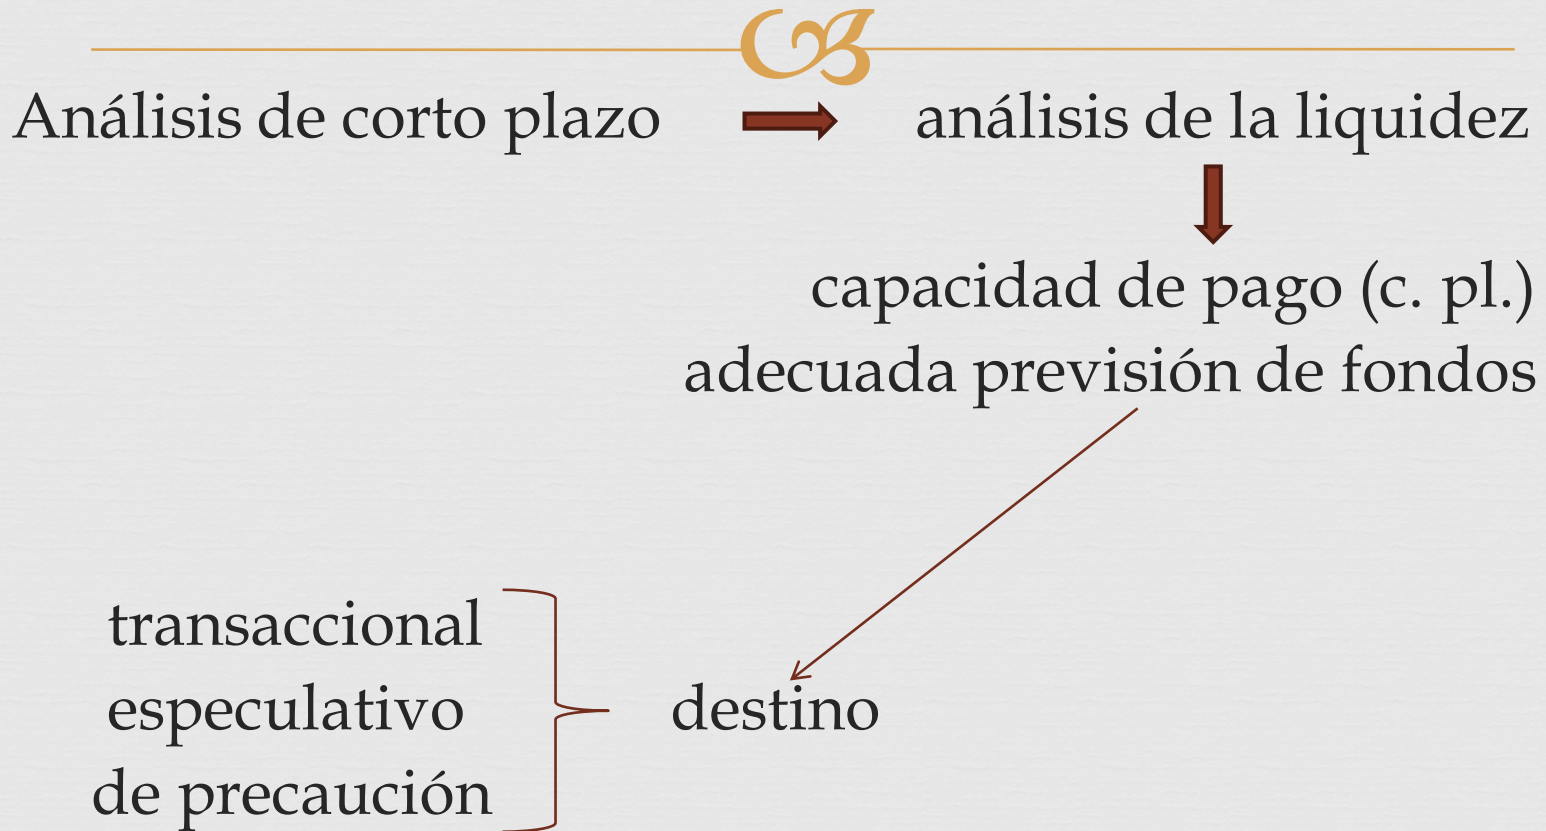 Análisis de corto plazo análisis de la liquidez
capacidad de pago (c. pl.)
adecuada previsión de fondos
transaccional
especulativo destino
de precaución